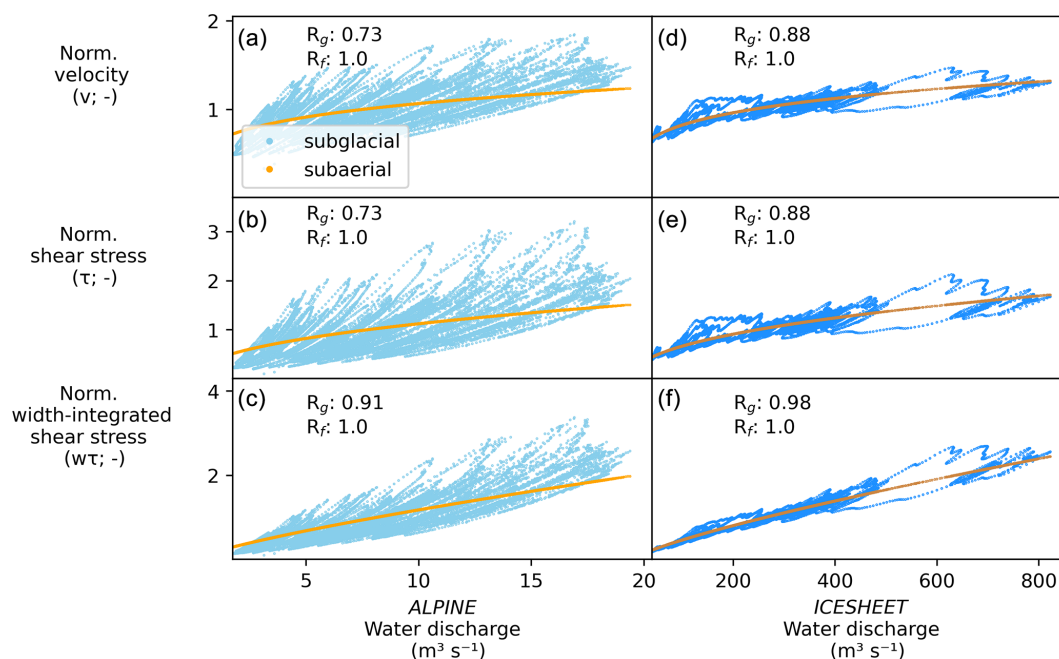 2
1
Norm.
velocity
(v; -)
(a)
R_g: 0.73
R_f: 1.0
subglacial
subaerial
(d)
R_g: 0.88
R_f: 1.0
3
2
1
Norm.
shear stress
(τ; -)
(b)
R_g: 0.73
R_f: 1.0
(e)
R_g: 0.88
R_f: 1.0
4
2
Norm.
width-integrated
shear stress
(wτ; -)
(c)
R_g: 0.91
R_f: 1.0
(f)
R_g: 0.98
R_f: 1.0
5 10 15 20
200 400 600 800
ALPINE
Water discharge
(m³ s⁻¹)
ICESHEET
Water discharge
(m³ s⁻¹)